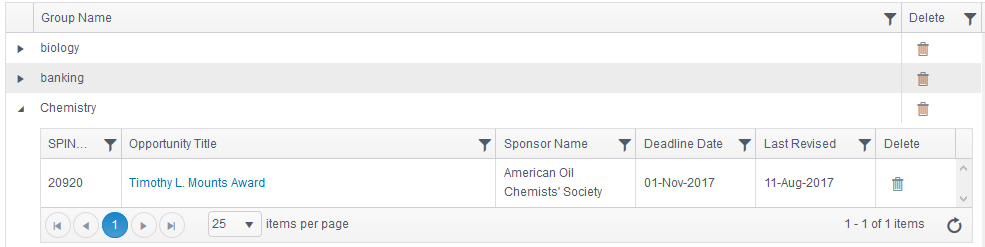 Group Name Delete
biology
banking
Chemistry
SPIN... Opportunity Title Sponsor Name Deadline Date Last Revised Delete
20920 Timothy L. Mounts Award American Oil Chemists' Society 01-Nov-2017 11-Aug-2017
1 25 items per page 1 - 1 of 1 items